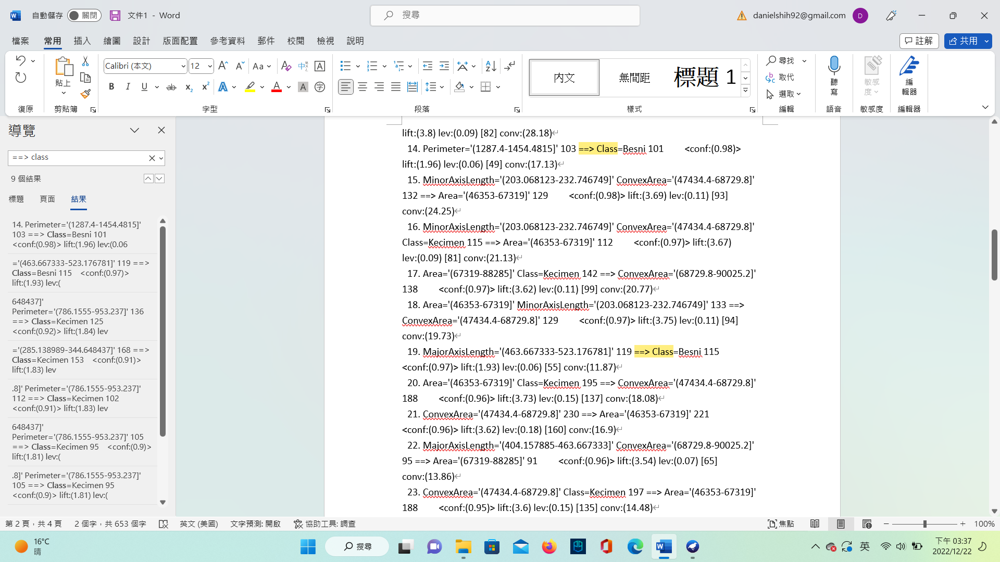 自動儲存 關閉 文件1 - Word
搜尋
danielshih92@gmail.com D
檔案 常用 插入 繪圖 設計 版面配置 參考資料 郵件 校閱 檢視 說明
註解 共用
貼上
Calibri (本文) 12
內文 無間距 標題 1
尋找
取代
選取
聽寫
敏感度
編輯器
復原 剪貼簿 字型 段落 樣式 編輯 語音 敏感度 編輯器
導覽
==> class
9 個結果
標題 頁面 結果
14. Perimeter='(1287.4-1454.4815]'
103 ==> Class=Besni 101
<conf:(0.98)> lift:(1.96) lev:(0.06
='(463.667333-523.176781]' 119 ==>
Class=Besni 115 <conf:(0.97)>
lift:(1.93) lev:(
648437]'
Perimeter='(786.1555-953.237]' 136
==> Class=Kecimen 125
<conf:(0.92)> lift:(1.84) lev
='(285.138989-344.648437]' 168 ==>
Class=Kecimen 153 <conf:(0.91)>
lift:(1.83) lev
.8]' Perimeter='(786.1555-953.237]'
112 ==> Class=Kecimen 102
<conf:(0.91)> lift:(1.83) lev
648437]'
Perimeter='(786.1555-953.237]' 105
==> Class=Kecimen 95 <conf:(0.9)>
lift:(1.81) lev:(
.8]' Perimeter='(786.1555-953.237]'
105 ==> Class=Kecimen 95
<conf:(0.9)> lift:(1.81) lev:(
lift:(3.8) lev:(0.09) [82] conv:(28.18)
14. Perimeter='(1287.4-1454.4815]' 103 ==> Class=Besni 101 <conf:(0.98)>
lift:(1.96) lev:(0.06) [49] conv:(17.13)
15. MinorAxisLength='(203.068123-232.746749]' ConvexArea='(47434.4-68729.8]'
132 ==> Area='(46353-67319]' 129 <conf:(0.98)> lift:(3.69) lev:(0.11) [93]
conv:(24.25)
16. MinorAxisLength='(203.068123-232.746749]' ConvexArea='(47434.4-68729.8]'
Class=Kecimen 115 ==> Area='(46353-67319]' 112 <conf:(0.97)> lift:(3.67)
lev:(0.09) [81] conv:(21.13)
17. Area='(67319-88285]' Class=Kecimen 142 ==> ConvexArea='(68729.8-90025.2]'
138 <conf:(0.97)> lift:(3.62) lev:(0.11) [99] conv:(20.77)
18. Area='(46353-67319]' MinorAxisLength='(203.068123-232.746749]' 133 ==>
ConvexArea='(47434.4-68729.8]' 129 <conf:(0.97)> lift:(3.75) lev:(0.11) [94]
conv:(19.73)
19. MajorAxisLength='(463.667333-523.176781]' 119 ==> Class=Besni 115
<conf:(0.97)> lift:(1.93) lev:(0.06) [55] conv:(11.87)
20. Area='(46353-67319]' Class=Kecimen 195 ==> ConvexArea='(47434.4-68729.8]'
188 <conf:(0.96)> lift:(3.73) lev:(0.15) [137] conv:(18.08)
21. ConvexArea='(47434.4-68729.8]' 230 ==> Area='(46353-67319]' 221
<conf:(0.96)> lift:(3.62) lev:(0.18) [160] conv:(16.9)
22. MajorAxisLength='(404.157885-463.667333]' ConvexArea='(68729.8-90025.2]'
95 ==> Area='(67319-88285]' 91 <conf:(0.96)> lift:(3.54) lev:(0.07) [65]
conv:(13.86)
23. ConvexArea='(47434.4-68729.8]' Class=Kecimen 197 ==> Area='(46353-67319]'
188 <conf:(0.95)> lift:(3.6) lev:(0.15) [135] conv:(14.48)
第 2 頁，共 4 頁 2 個字，共 653 個字 英文 (美國) 文字預測: 開啟 協助工具: 調查 焦點 100%
16°C
晴
搜尋
英
下午 03:37
2022/12/22